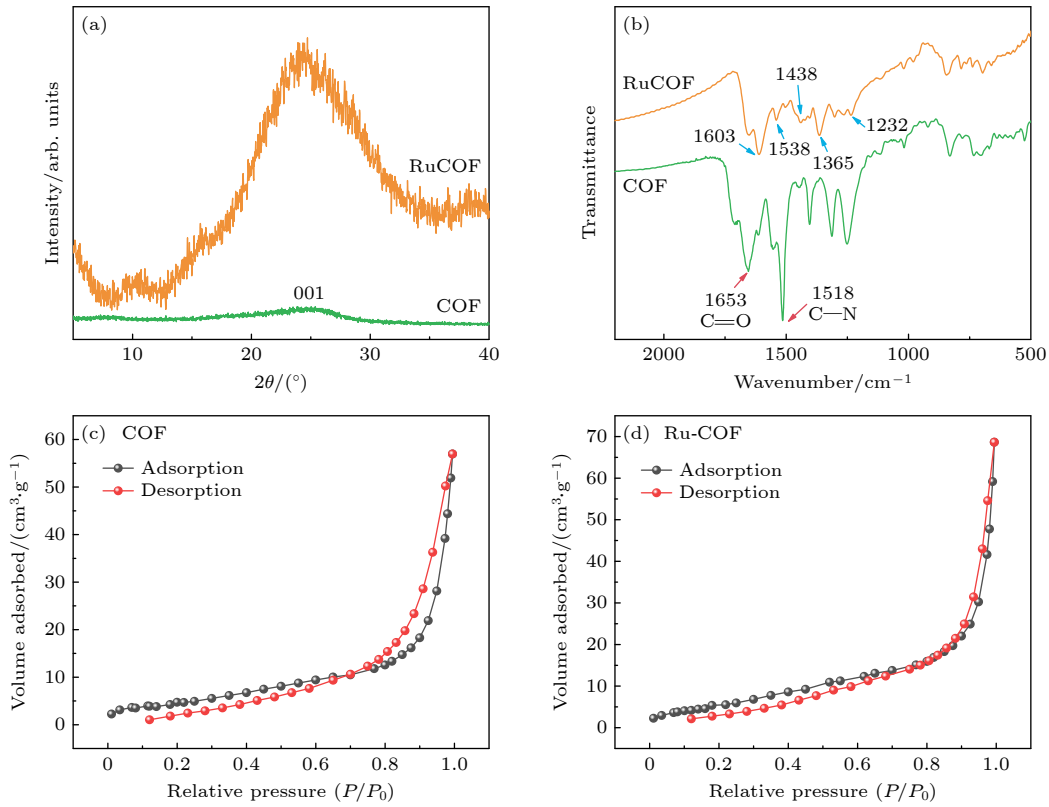 (a)
Intensity/arb. units
RuCOF
COF
001
10
20
30
40
2θ/(°)
(b)
Transmittance
RuCOF
COF
1603
1538
1438
1365
1232
1653
C=O
1518
C—N
2000
1500
1000
500
Wavenumber/cm⁻¹
(c) COF
Adsorption
Desorption
Volume adsorbed/(cm³·g⁻¹)
60
50
40
30
20
10
0
0
0.2
0.4
0.6
0.8
1.0
Relative pressure (P/P₀)
(d) Ru-COF
Adsorption
Desorption
Volume adsorbed/(cm³·g⁻¹)
70
60
50
40
30
20
10
0
0
0.2
0.4
0.6
0.8
1.0
Relative pressure (P/P₀)